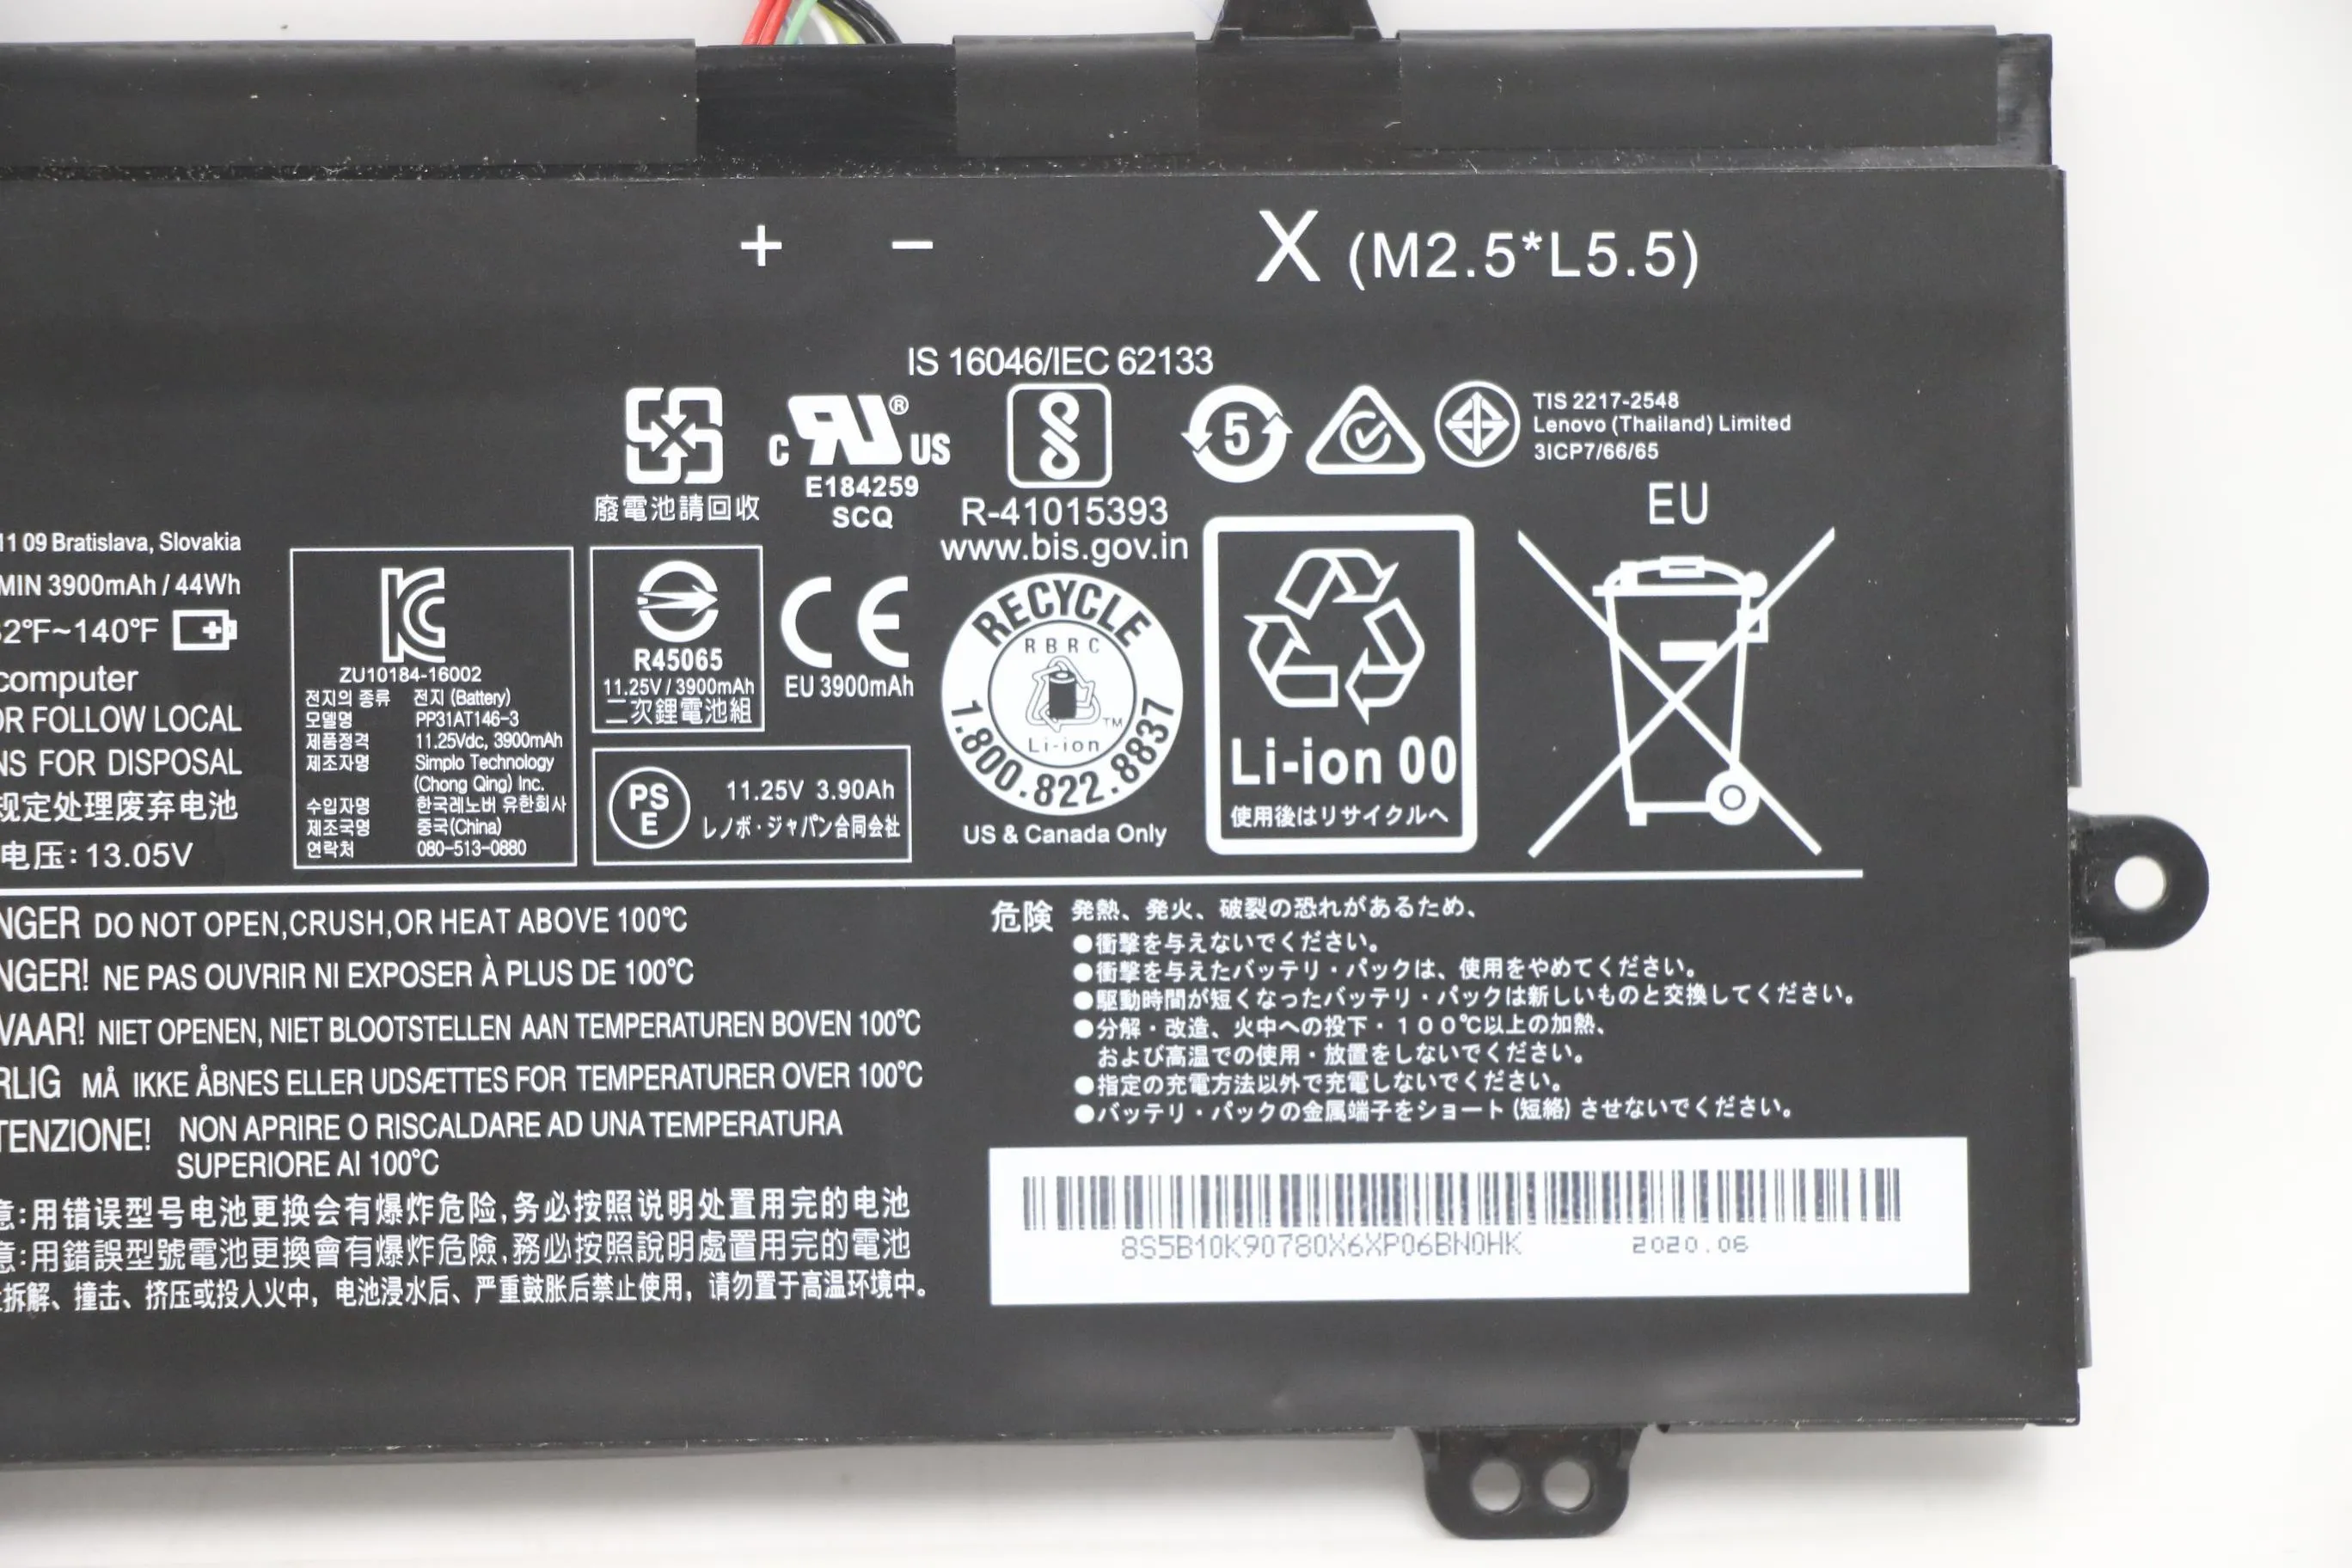 + − X (M2.5*L5.5)
IS 16046/IEC 62133
廢電池請回收
C RU® US
E184259
SCQ
R-41015393
www.bis.gov.in
5
TIS 2217-2548
Lenovo (Thailand) Limited
3ICP7/66/65
EU
11 09 Bratislava, Slovakia
MIN 3900mAh / 44Wh
2°F~140°F
computer
OR FOLLOW LOCAL
NS FOR DISPOSAL
规定处理废弃电池
电压: 13.05V
KC
ZU10184-16002
전지의 종류 전지 (Battery)
모델명 PP31AT146-3
제품정격 11.25Vdc, 3900mAh
제조자명 Simplo Technology
(Chong Qing) Inc.
수입자명 한국레노버 유한회사
제조국명 중국(China)
연락처 080-513-0880
R45065
11.25V / 3900mAh
二次鋰電池組
CE
EU 3900mAh
PS
E
11.25V 3.90Ah
レノボ・ジャパン合同会社
RECYCLE
RBRC
TM
Li-ion
1.800.822.8837
US & Canada Only
Li-ion 00
使用後はリサイクルへ
NGER DO NOT OPEN,CRUSH,OR HEAT ABOVE 100℃
NGER! NE PAS OUVRIR NI EXPOSER À PLUS DE 100℃
VAAR! NIET OPENEN, NIET BLOOTSTELLEN AAN TEMPERATUREN BOVEN 100℃
RLIG MÅ IKKE ÅBNES ELLER UDSÆTTES FOR TEMPERATURER OVER 100℃
TENZIONE! NON APRIRE O RISCALDARE AD UNA TEMPERATURA
SUPERIORE AI 100℃
意:用错误型号电池更换会有爆炸危险,务必按照说明处置用完的电池
意:用錯誤型號電池更換會有爆炸危險,務必按照說明處置用完的電池
拆解、撞击、挤压或投入火中，电池浸水后、严重鼓胀后禁止使用，请勿置于高温环境中。
危険 発熱、発火、破裂の恐れがあるため、
●衝撃を与えないでください。
●衝撃を与えたバッテリ・パックは、使用をやめてください。
●駆動時間が短くなったバッテリ・パックは新しいものと交換してください。
●分解・改造、火中への投下・１００℃以上の加熱、
および高温での使用・放置をしないでください。
●指定の充電方法以外で充電しないでください。
●バッテリ・パックの金属端子をショート (短絡) させないでください。
8S5B10K90780X6XP06BN0HK 2020.06